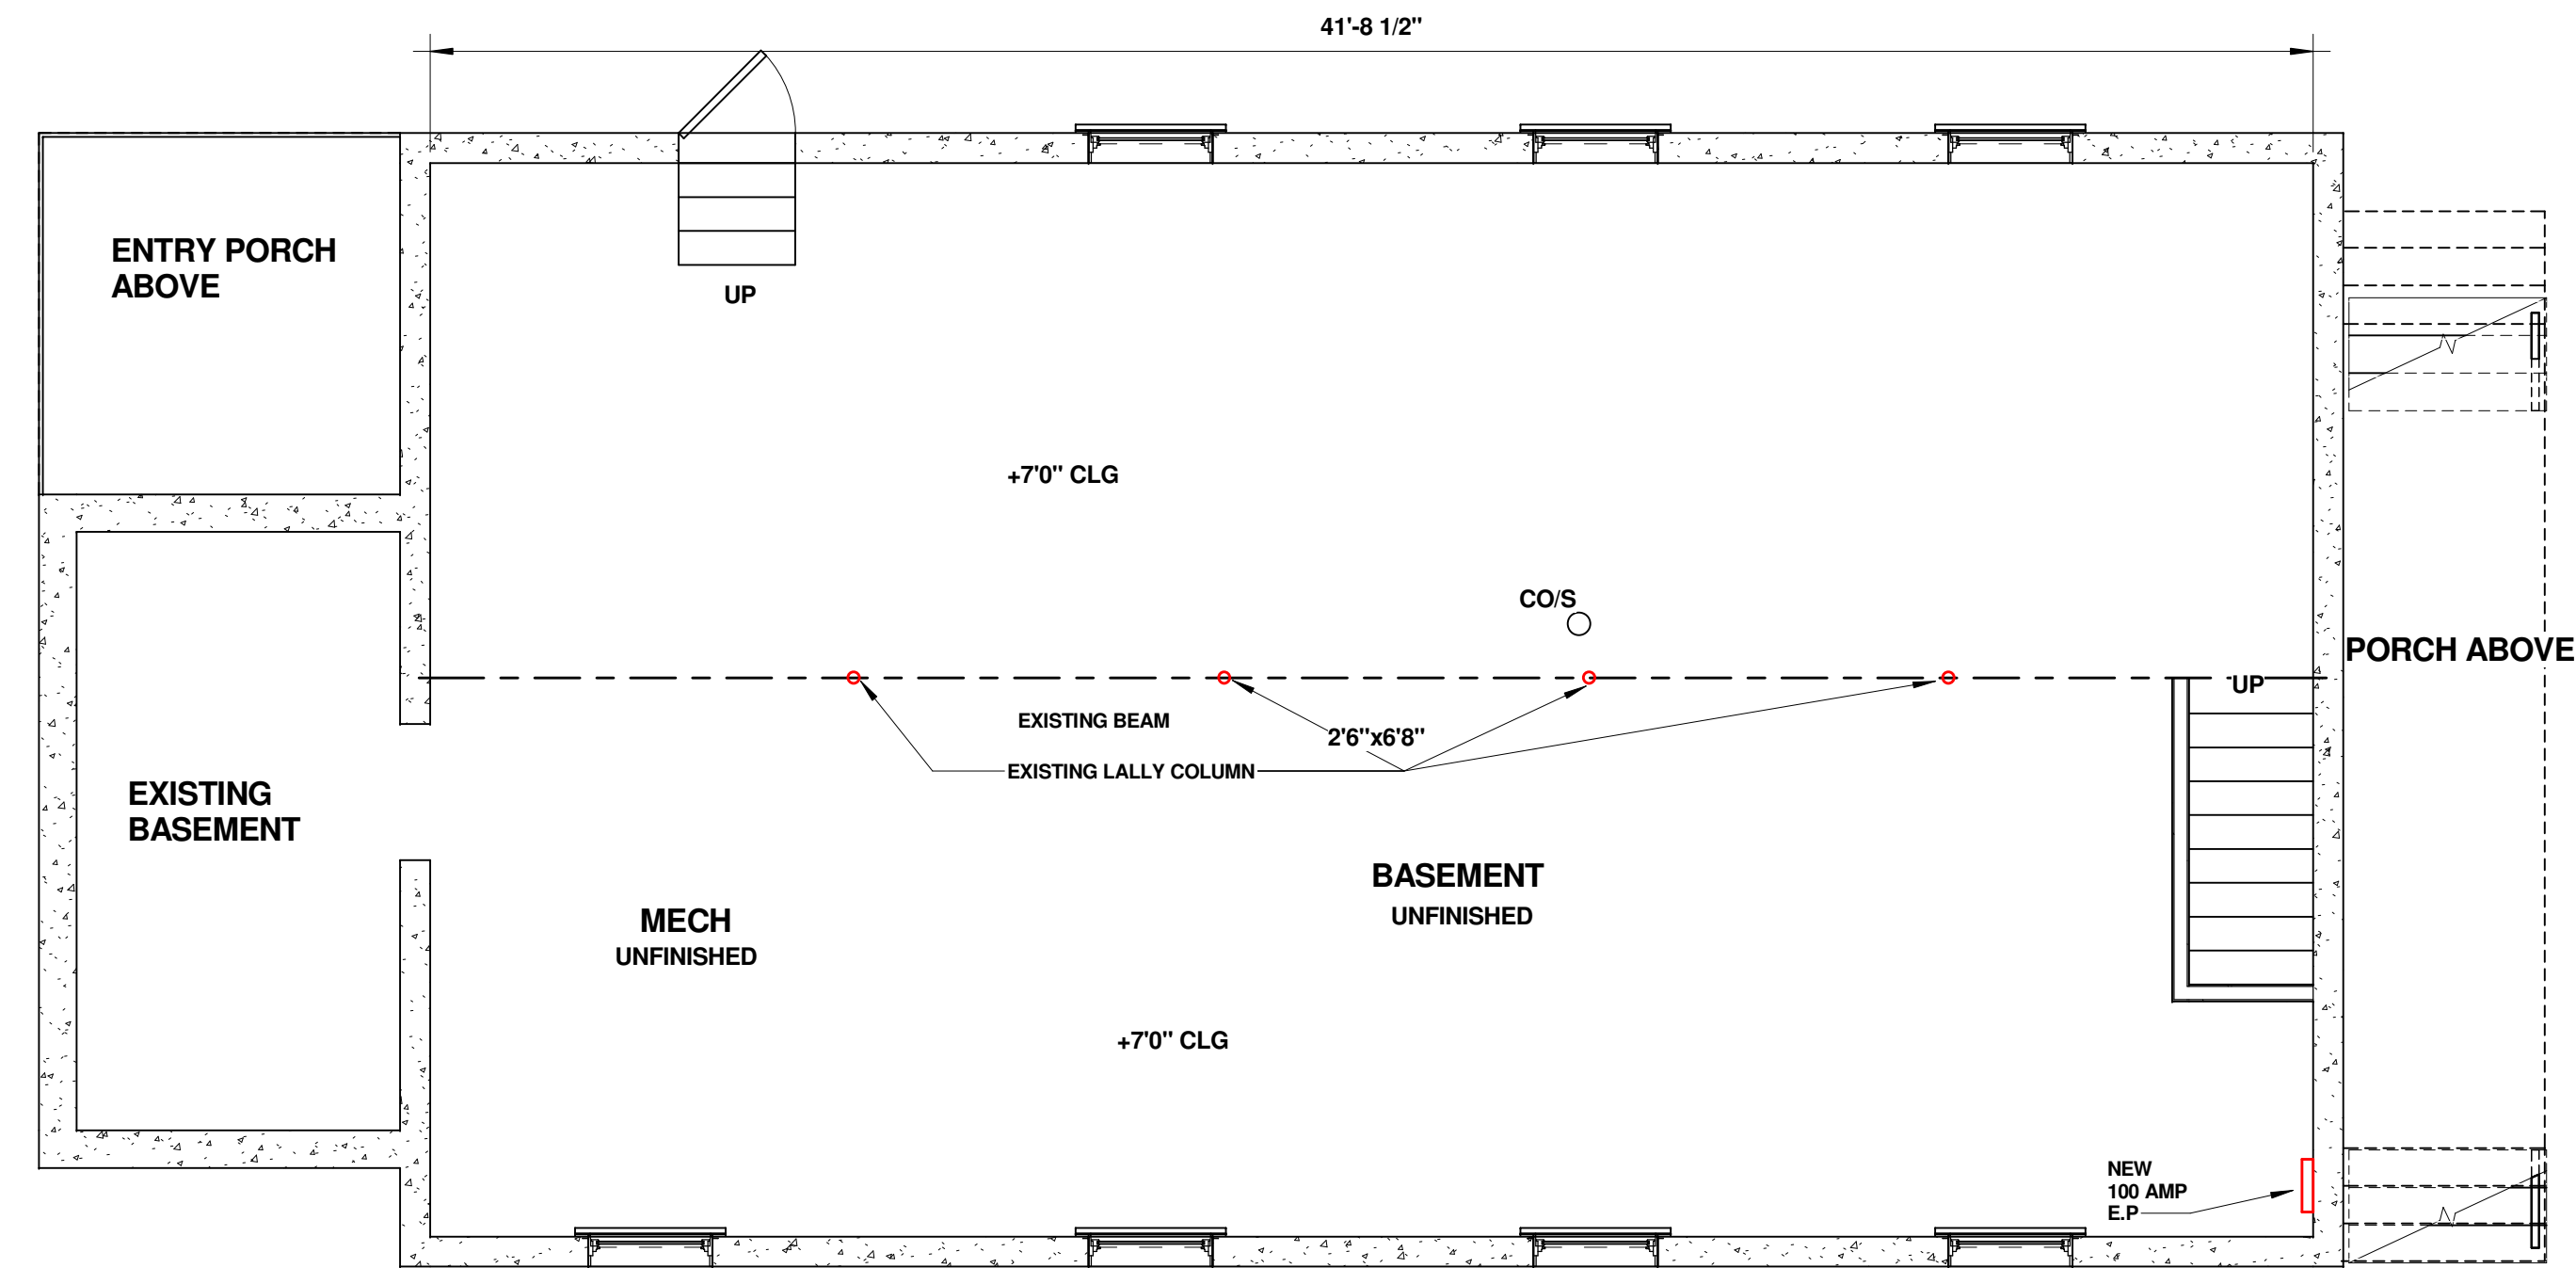 41'-8 1/2"
ENTRY PORCH
ABOVE
UP
+7'0" CLG
CO/S
PORCH ABOVE
UP
EXISTING BEAM
2'6"x6'8"
EXISTING LALLY COLUMN
EXISTING
BASEMENT
BASEMENT
UNFINISHED
MECH
UNFINISHED
+7'0" CLG
NEW
100 AMP
E.P